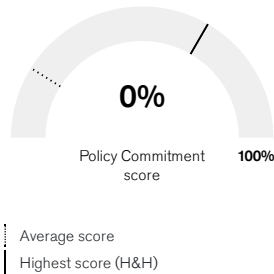 0%
Policy Commitment
score
100%
Average score
Highest score (H&H)